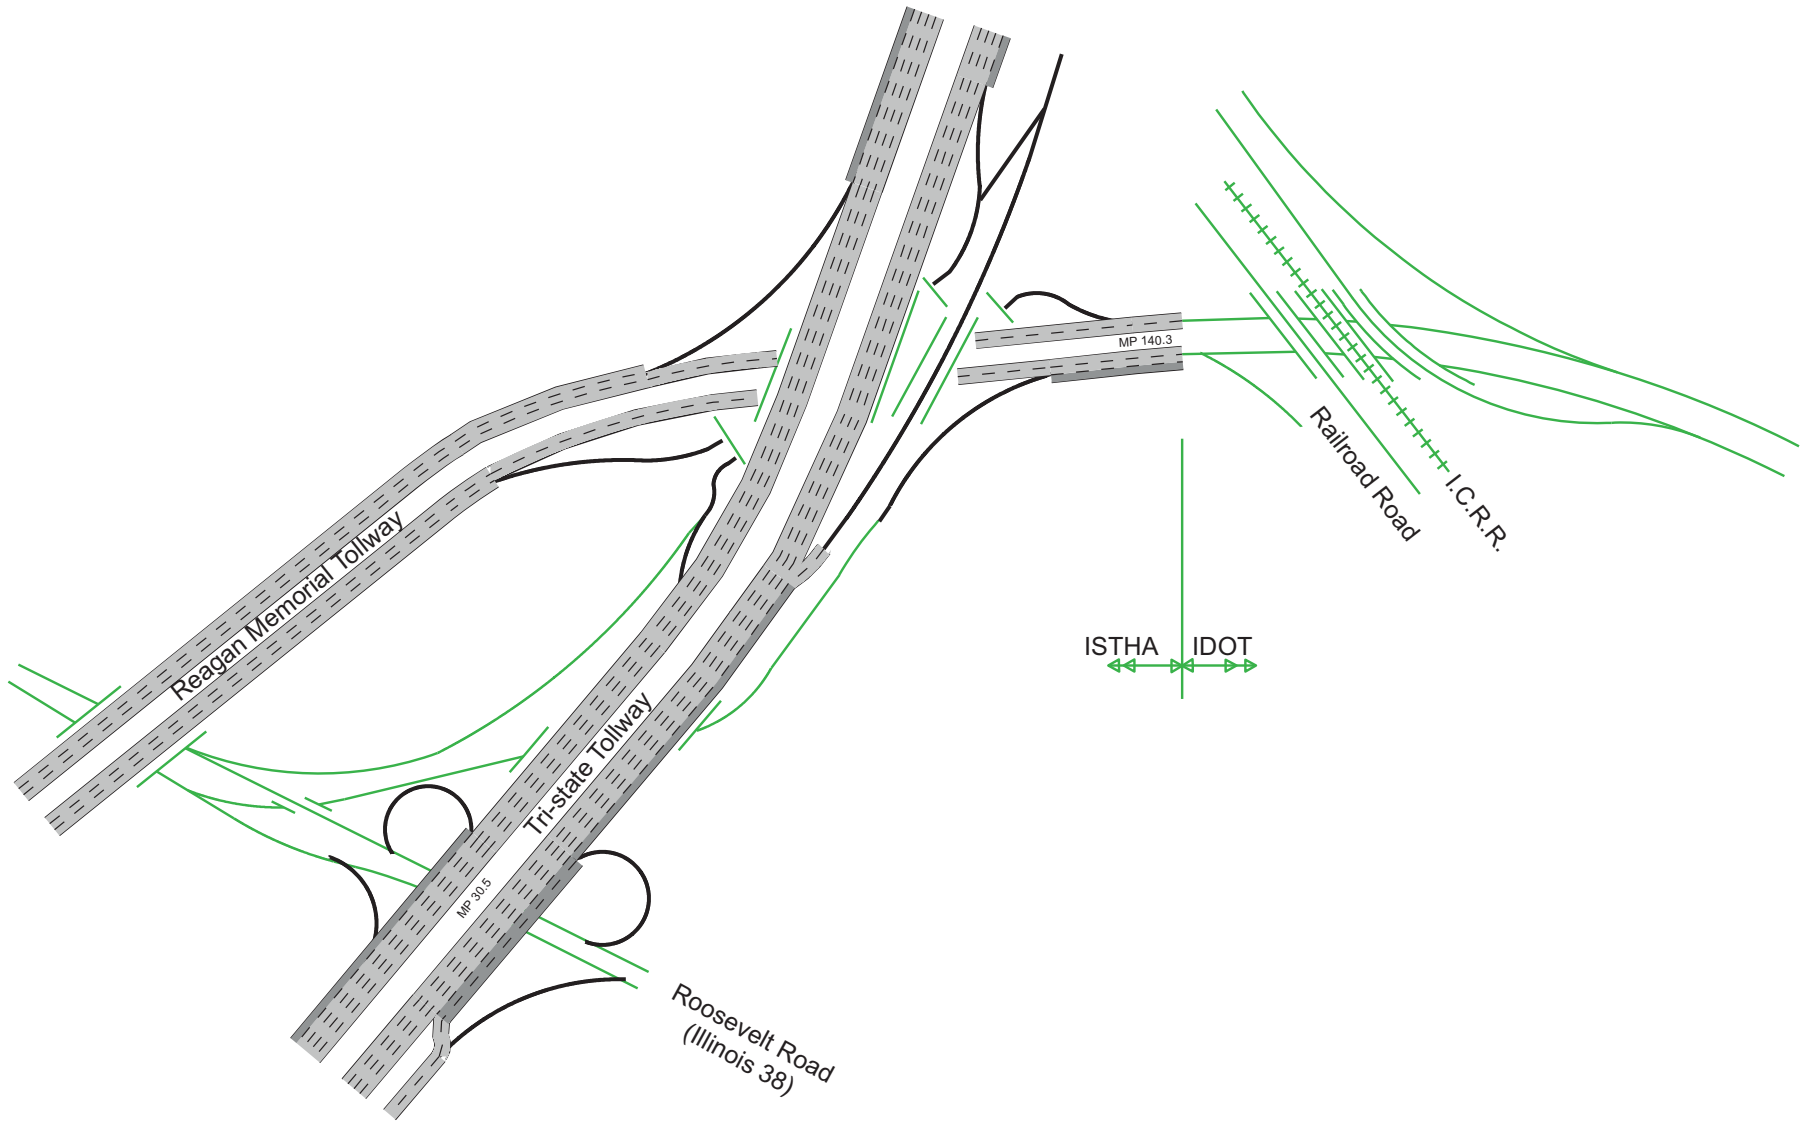 MP 140.3
Railroad Road
I.C.R.R.
Reagan Memorial Tollway
ISTHA
IDOT
Tri-state Tollway
MP 30.5
Roosevelt Road
(Illinois 38)